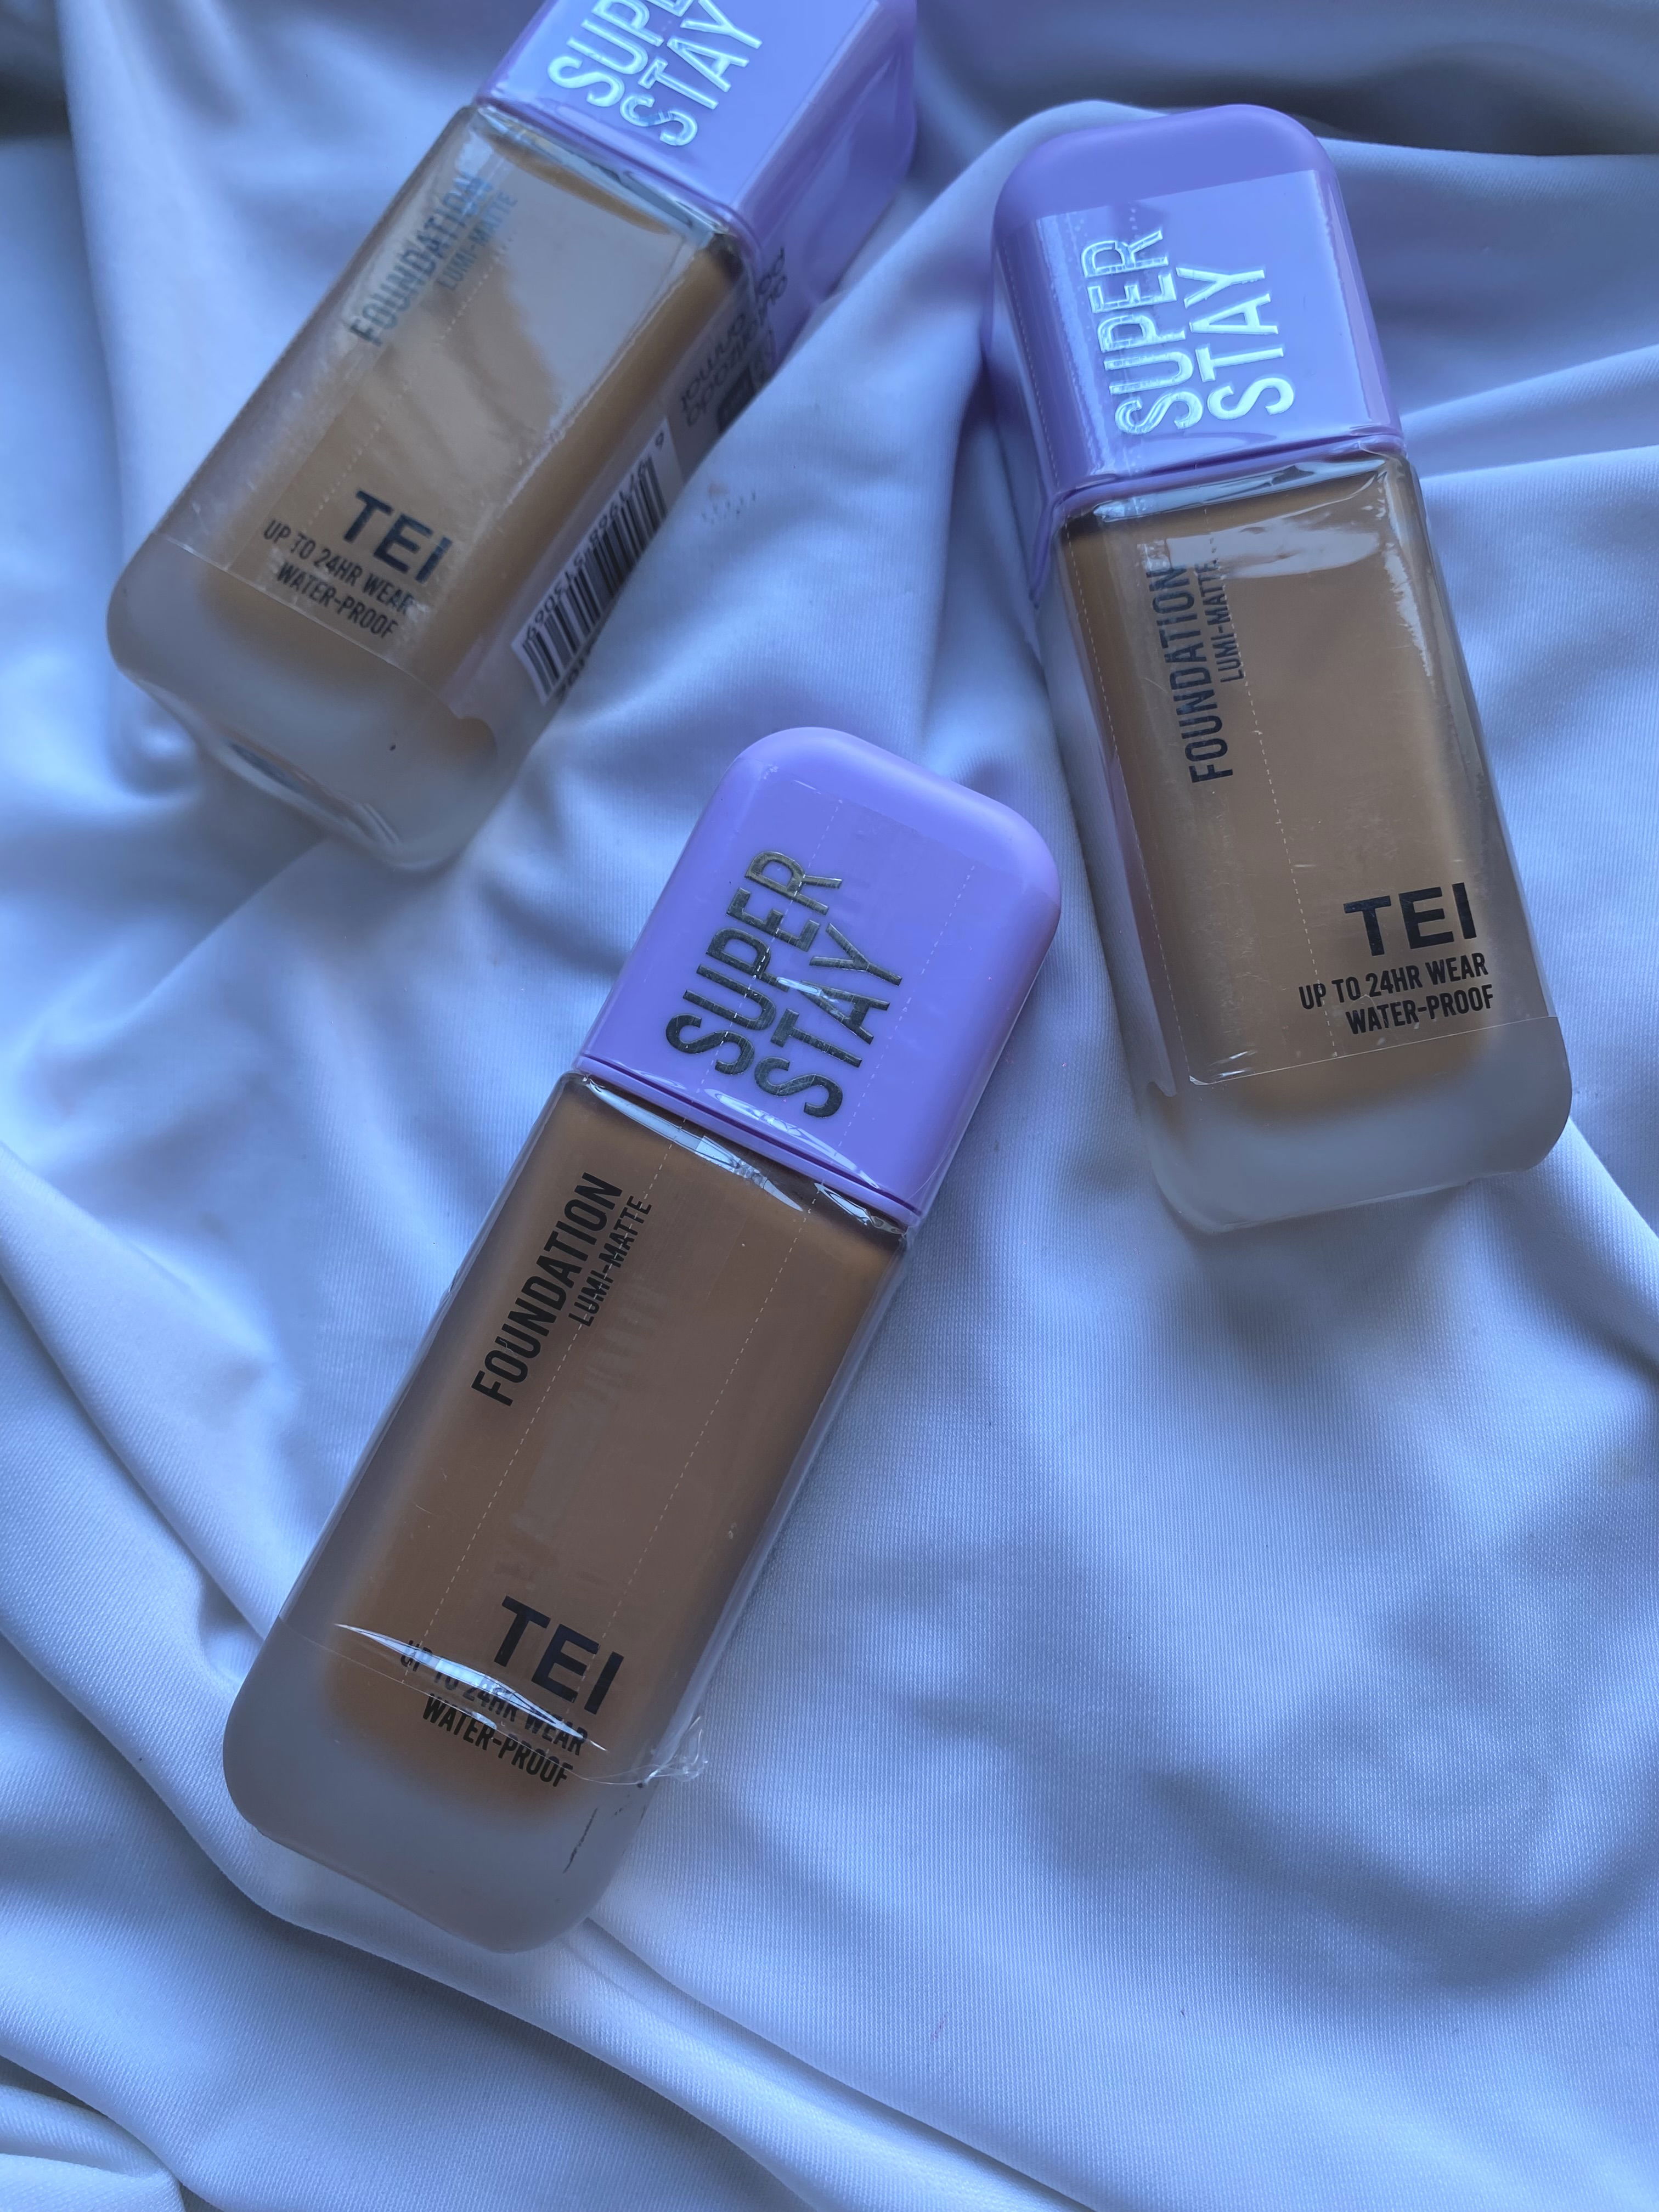 SUPER
STAY
FOUNDATION
LUMI-MATTE
TEI
UP TO 24HR WEAR
WATER-PROOF
SUPER
STAY
FOUNDATION
LUMI-MATTE
TEI
UP TO 24HR WEAR
WATER-PROOF
SUPER
STAY
FOUNDATION
LUMI-MATTE
TEI
UP TO 24HR WEAR
WATER-PROOF